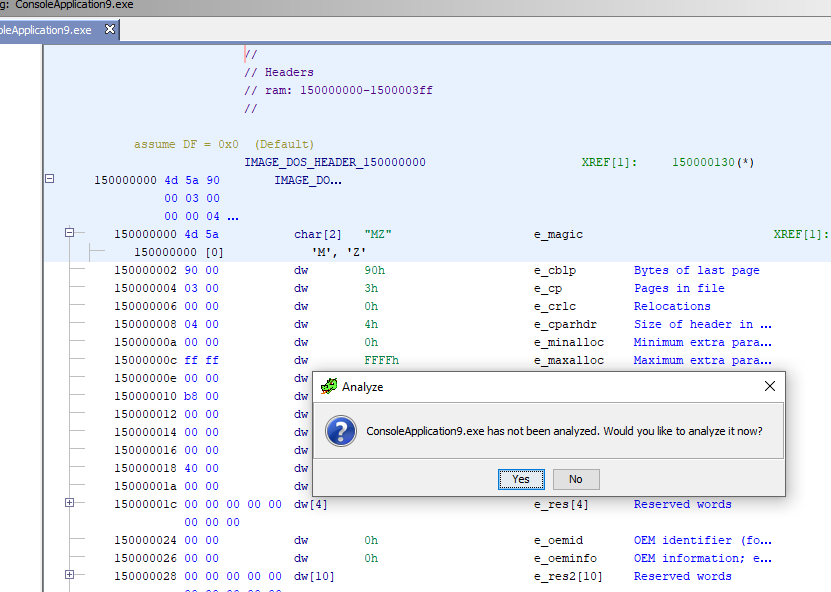 g: ConsoleApplication9.exe
oleApplication9.exe X
//
// Headers
// ram: 150000000-1500003ff
//
assume DF = 0x0 (Default)
IMAGE_DOS_HEADER_150000000 XREF[1]: 150000130(*)
150000000 4d 5a 90 IMAGE_DO...
00 03 00
00 00 04 ...
150000000 4d 5a char[2] "MZ" e_magic XREF[1]:
150000000 [0] 'M', 'Z'
150000002 90 00 dw 90h e_cblp Bytes of last page
150000004 03 00 dw 3h e_cp Pages in file
150000006 00 00 dw 0h e_crlc Relocations
150000008 04 00 dw 4h e_cparhdr Size of header in ...
15000000a 00 00 dw 0h e_minalloc Minimum extra para...
15000000c ff ff dw FFFFh e_maxalloc Maximum extra para...
15000000e 00 00 dw
150000010 b8 00 dw
150000012 00 00 dw
150000014 00 00 dw
150000016 00 00 dw
150000018 40 00 dw
15000001a 00 00 dw
Analyze
ConsoleApplication9.exe has not been analyzed. Would you like to analyze it now?
Yes No
15000001c 00 00 00 00 00 dw[4] e_res[4] Reserved words
00 00 00
150000024 00 00 dw 0h e_oemid OEM identifier (fo...
150000026 00 00 dw 0h e_oeminfo OEM information; e...
150000028 00 00 00 00 00 dw[10] e_res2[10] Reserved words
00 00 00 00 00